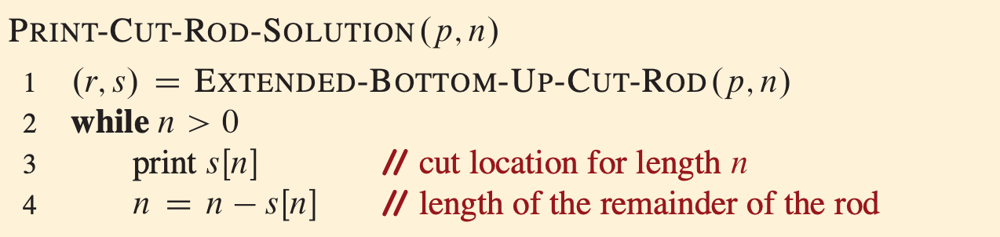 PRINT-CUT-ROD-SOLUTION(p, n)
1 (r, s) = EXTENDED-BOTTOM-UP-CUT-ROD(p, n)
2 while n > 0
3 print s[n] // cut location for length n
4 n = n − s[n] // length of the remainder of the rod